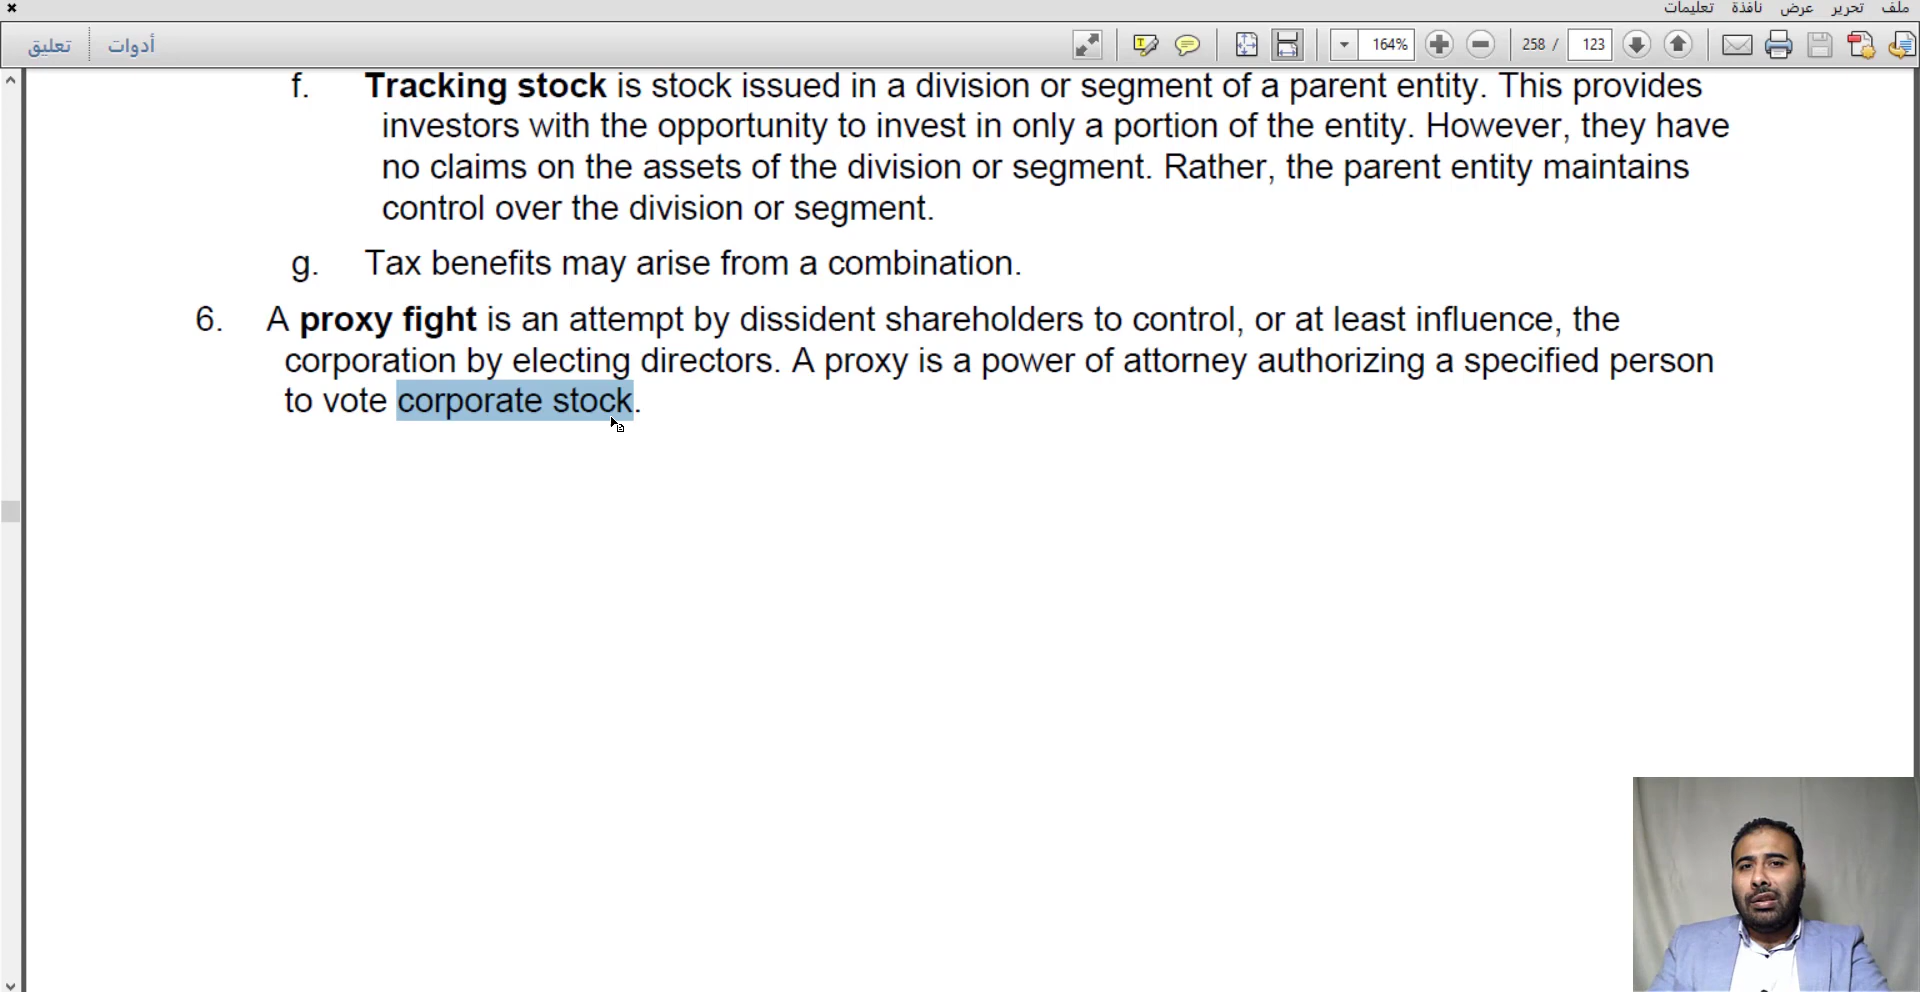 ملف تحرير عرض نافذة تعليمات
123 / 258 164% أدوات تعليق
f. Tracking stock is stock issued in a division or segment of a parent entity. This provides
investors with the opportunity to invest in only a portion of the entity. However, they have
no claims on the assets of the division or segment. Rather, the parent entity maintains
control over the division or segment.
g. Tax benefits may arise from a combination.
6. A proxy fight is an attempt by dissident shareholders to control, or at least influence, the
corporation by electing directors. A proxy is a power of attorney authorizing a specified person
to vote corporate stock.